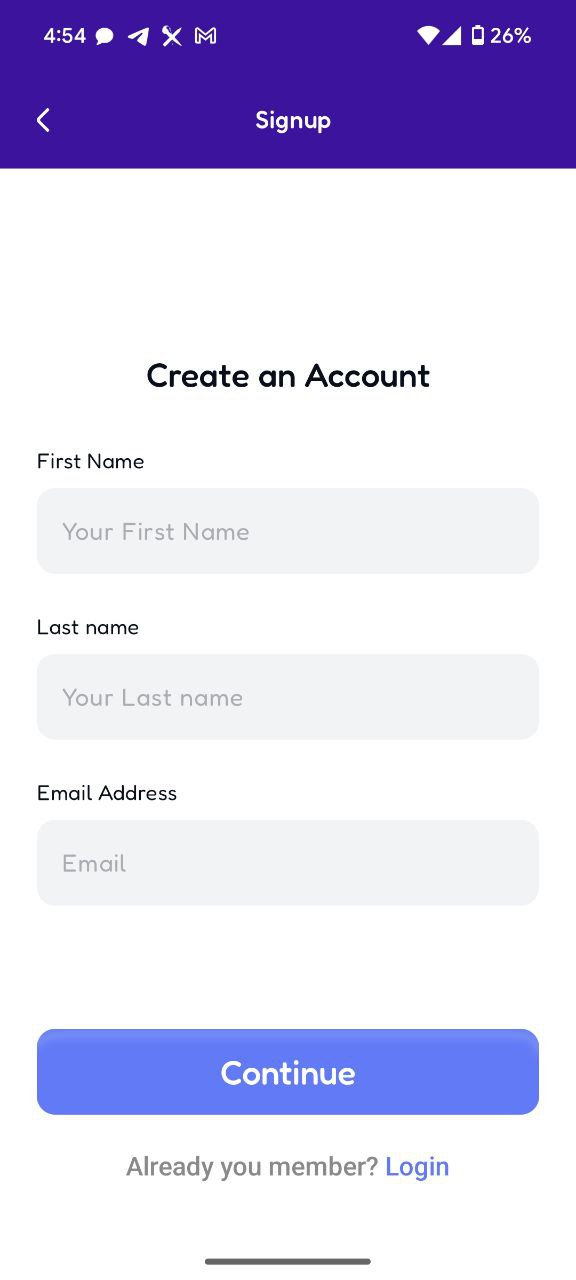 4:54 26%
Signup
Create an Account
First Name
Your First Name
Last name
Your Last name
Email Address
Email
Continue
Already you member? Login